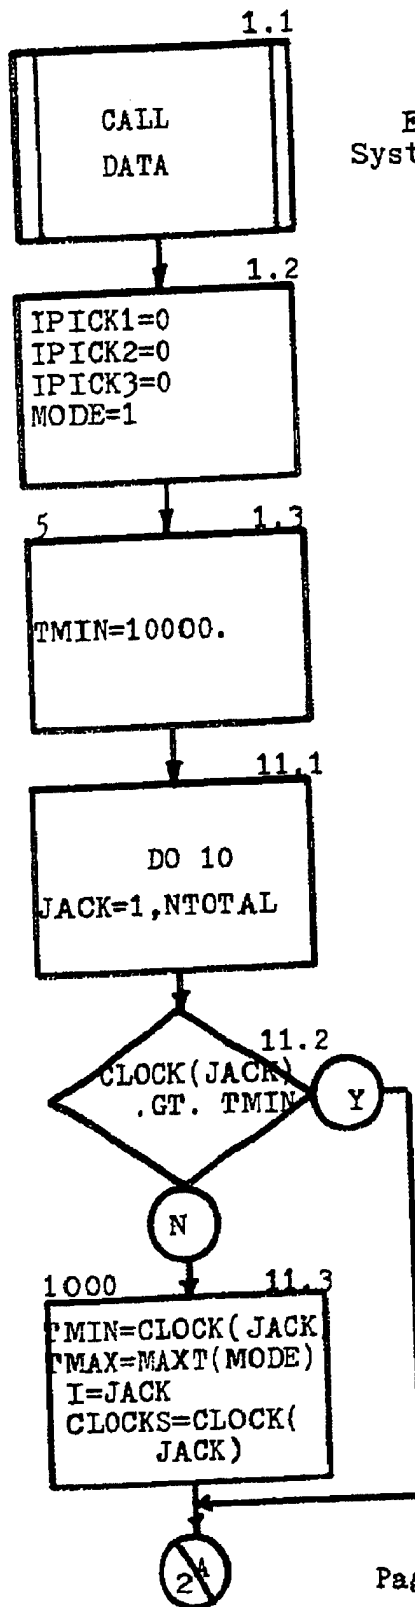 1.1
CALL
DATA
E
Syst
1.2
IPICK1=0
IPICK2=0
IPICK3=0
MODE=1
5 1.3
TMIN=10000.
11.1
DO 10
JACK=1,NTOTAL
11.2
CLOCK(JACK)
.GT. TMIN
Y
N
1000 11.3
TMIN=CLOCK(JACK
TMAX=MAXT(MODE)
I=JACK
CLOCKS=CLOCK(
JACK)
A
2
Pag